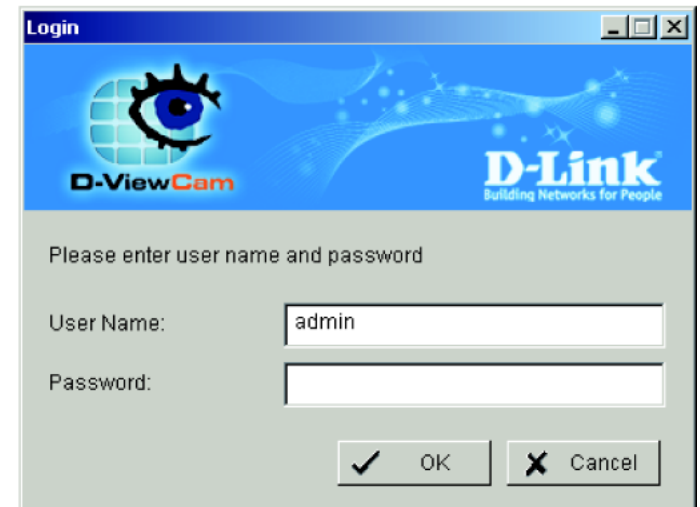 Login
D-ViewCam
D-Link
Building Networks for People
Please enter user name and password
User Name:
admin
Password:
OK
Cancel